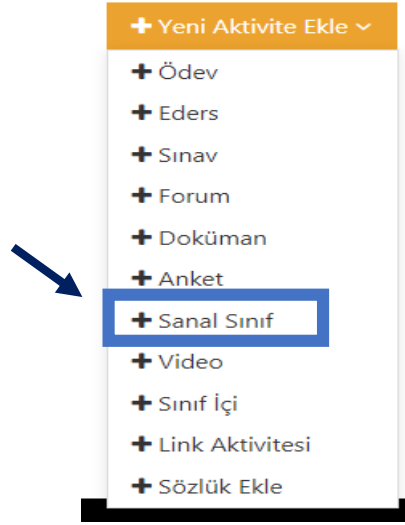 + Yeni Aktivite Ekle
+ Ödev
+ Eders
+ Sınav
+ Forum
+ Doküman
+ Anket
+ Sanal Sınıf
+ Video
+ Sınıf İçi
+ Link Aktivitesi
+ Sözlük Ekle